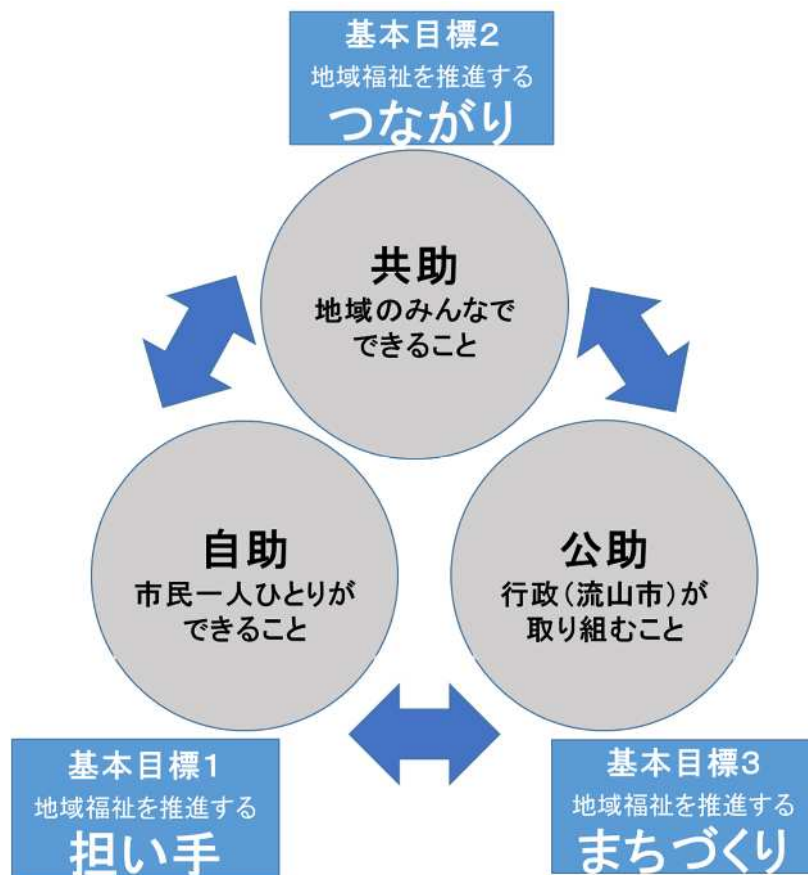 基本目標2
地域福祉を推進する
つながり
共助
地域のみんなで
できること
自助
市民一人ひとりが
できること
公助
行政(流山市)が
取り組むこと
基本目標1
地域福祉を推進する
担い手
基本目標3
地域福祉を推進する
まちづくり